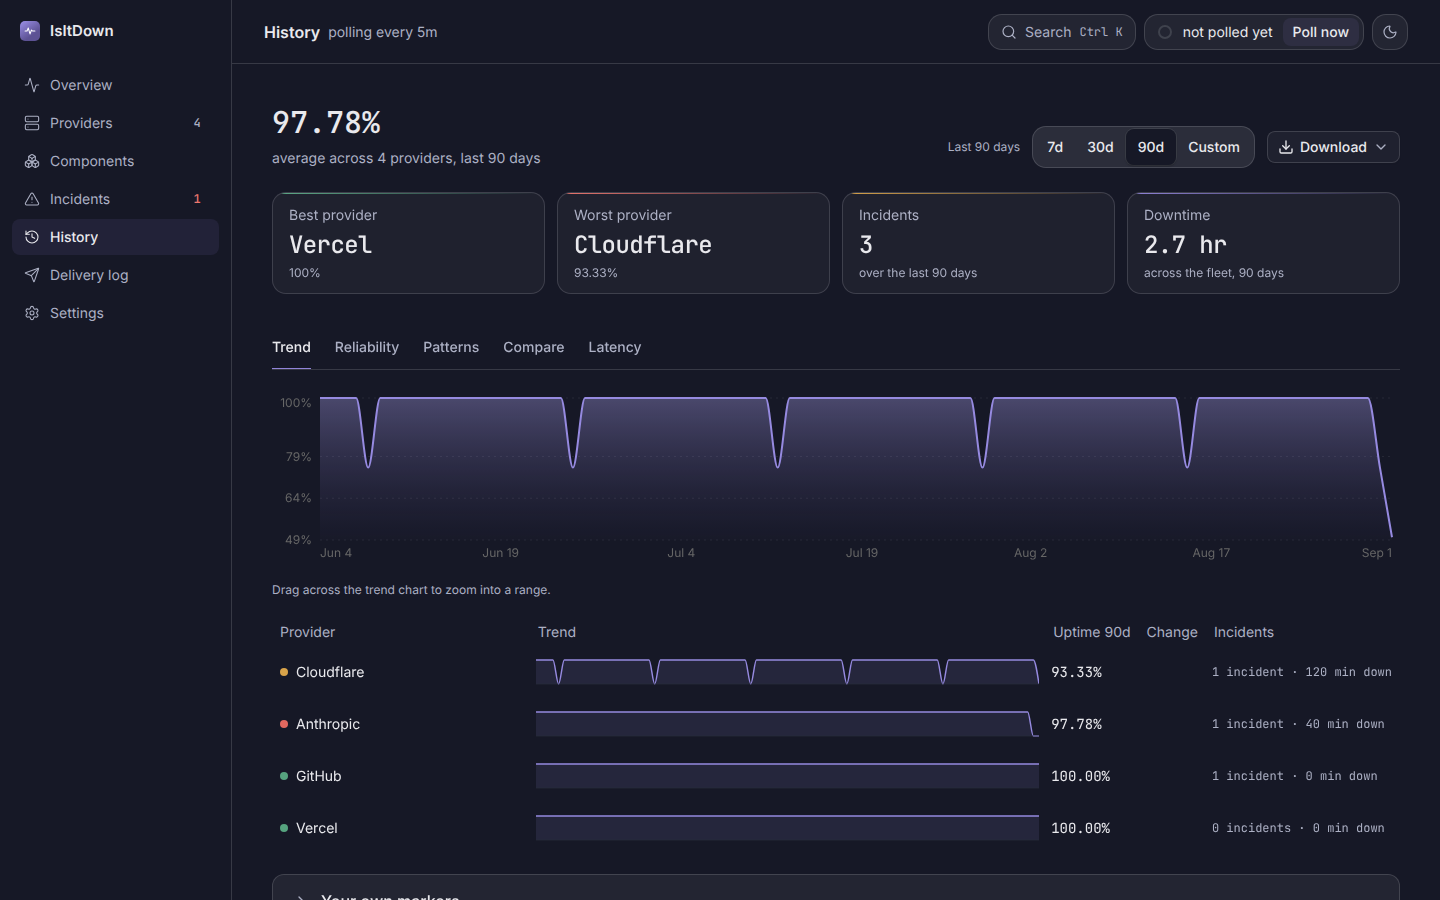 IsItDown
Overview
Providers 4
Components
Incidents 1
History
Delivery log
Settings
History polling every 5m
Search Ctrl K
not polled yet Poll now
97.78%
average across 4 providers, last 90 days
Last 90 days 7d 30d 90d Custom Download
Best provider
Vercel
100%
Worst provider
Cloudflare
93.33%
Incidents
3
over the last 90 days
Downtime
2.7 hr
across the fleet, 90 days
Trend Reliability Patterns Compare Latency
100%
79%
64%
49%
Jun 4 Jun 19 Jul 4 Jul 19 Aug 2 Aug 17 Sep 1
Drag across the trend chart to zoom into a range.
Provider Trend Uptime 90d Change Incidents
Cloudflare 93.33% 1 incident · 120 min down
Anthropic 97.78% 1 incident · 40 min down
GitHub 100.00% 1 incident · 0 min down
Vercel 100.00% 0 incidents · 0 min down
Your own markers